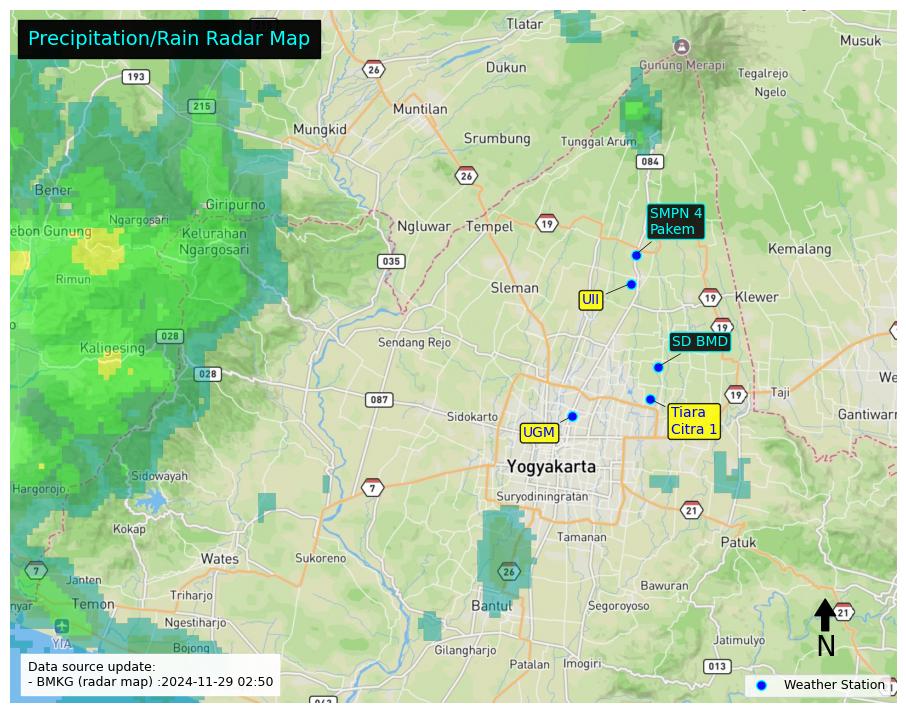 Precipitation/Rain Radar Map
Tlatar
Musuk
193
26
Dukun
Gunung Merapi
Tegalrejo
Ngelo
215
Muntilan
Mungkid
Srumbung
Tunggal Arum
084
26
Bener
Giripurno
Ngargosari
ebon Gunung
Kelurahan
Ngargosari
Ngluwar
Tempel
19
SMPN 4
Pakem
Kemalang
035
Rimun
Sleman
UII
19
Klewer
19
028
Kaligesing
Sendang Rejo
SD BMD
028
We
087
19
Taji
Sidokarto
UGM
Tiara
Citra 1
Gantiwarn
Yogyakarta
Sidowayah
Hargorojo
7
Suryodiningratan
21
Kokap
Tamanan
Patuk
Wates
Sukoreno
7
26
Janten
Bawuran
nyar
Temon
Triharjo
Bantul
Segoroyoso
21
Ngestiharjo
YIA
Bojong
Gilangharjo
Jatimulyo
N
Patalan
Imogiri
013
Data source update:
- BMKG (radar map) :2024-11-29 02:50
Weather Station